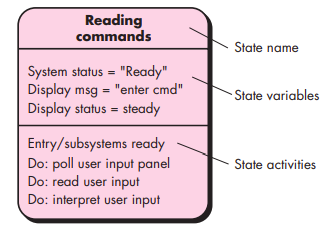 Reading
commands
State name
System status = "Ready"
Display msg = "enter cmd"
Display status = steady
State variables
Entry/subsystems ready
Do: poll user input panel
Do: read user input
Do: interpret user input
State activities